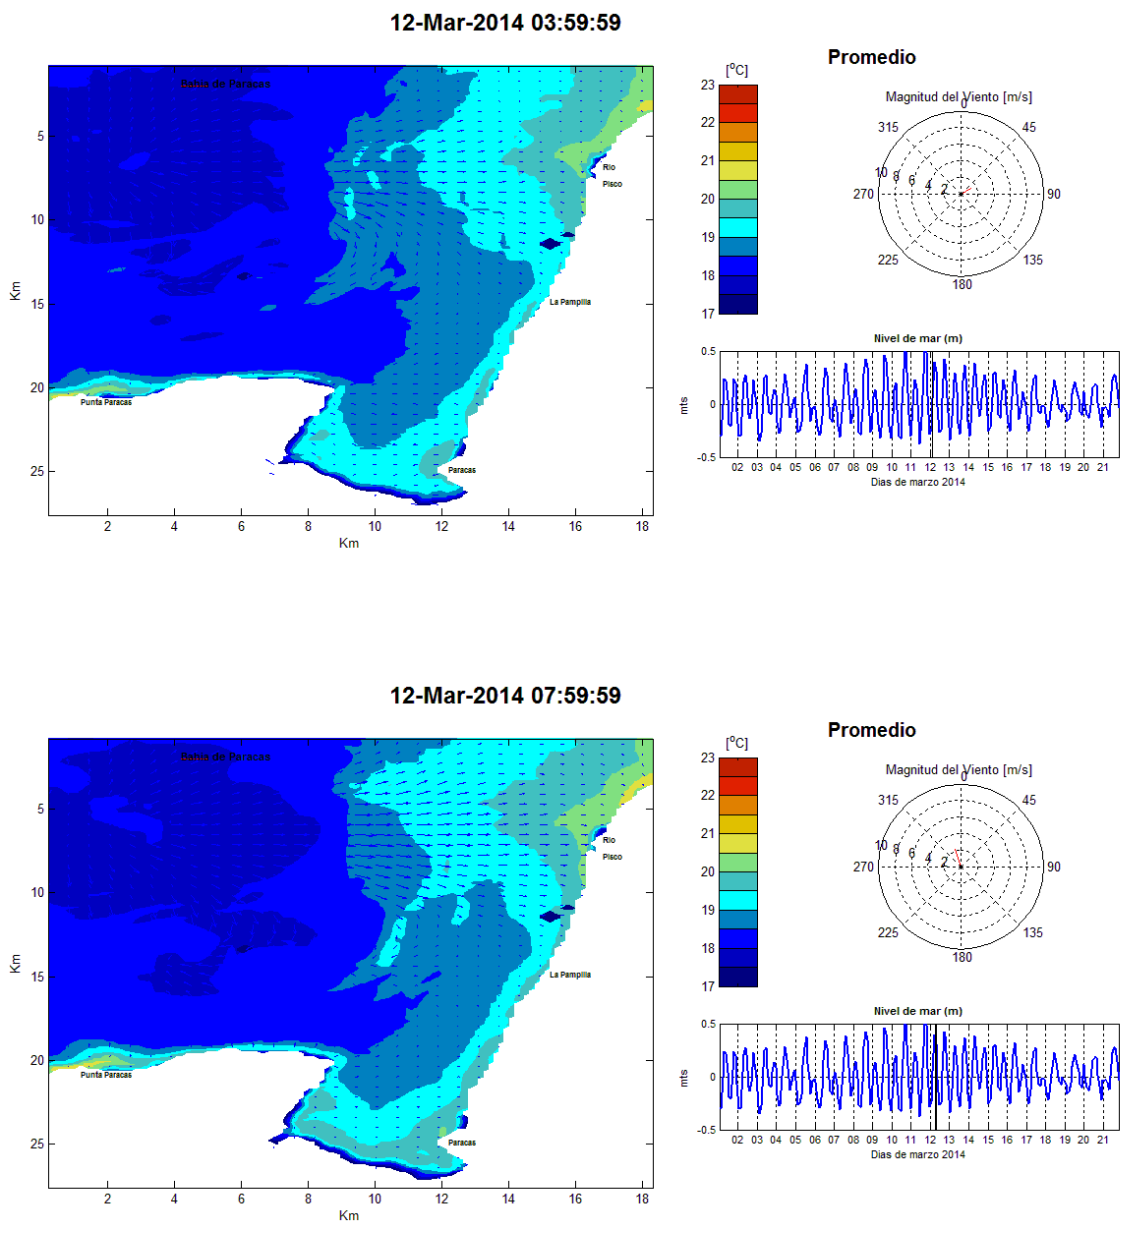 12-Mar-2014 03:59:59
Promedio
[°C]
Bahia de Paracas
Magnitud del Viento [m/s]
23
22
21
20
19
18
17
0
45
90
135
180
225
270
315
10 8 6 4 2
5
10
15
20
25
Km
Rio
Pisco
La Pampilla
Punta Paracas
Paracas
2 4 6 8 10 12 14 16 18
Km
Nivel de mar (m)
0.5
0
-0.5
mts
02 03 04 05 06 07 08 09 10 11 12 13 14 15 16 17 18 19 20 21
Dias de marzo 2014
12-Mar-2014 07:59:59
Promedio
[°C]
Bahia de Paracas
Magnitud del Viento [m/s]
23
22
21
20
19
18
17
0
45
90
135
180
225
270
315
10 8 6 4 2
5
10
15
20
25
Km
Rio
Pisco
La Pampilla
Punta Paracas
Paracas
2 4 6 8 10 12 14 16 18
Km
Nivel de mar (m)
0.5
0
-0.5
mts
02 03 04 05 06 07 08 09 10 11 12 13 14 15 16 17 18 19 20 21
Dias de marzo 2014